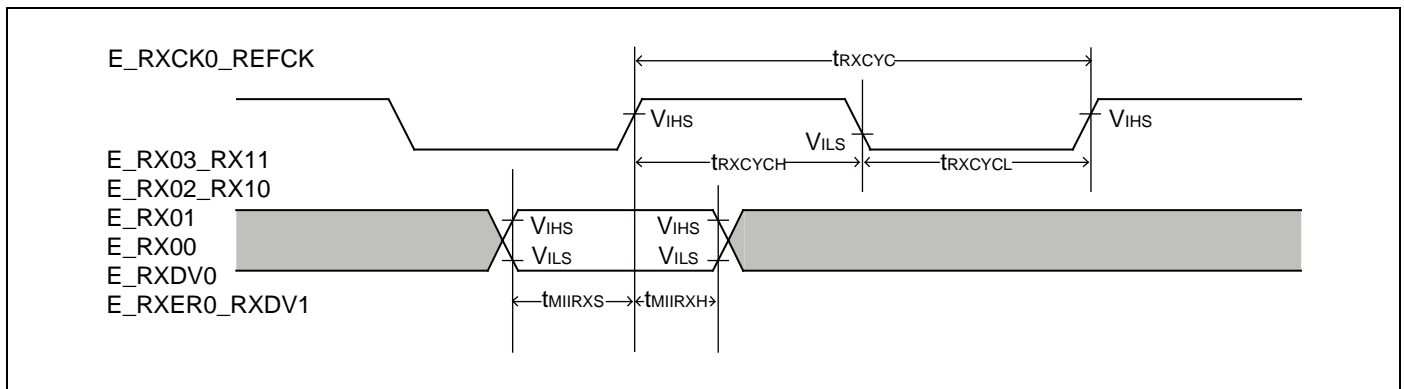 E_RXCK0_REFCK
tRXCYC
VIHS
VILS
VIHS
tRXCYCH
tRXCYCL
E_RX03_RX11
E_RX02_RX10
E_RX01
E_RX00
E_RXDV0
E_RXER0_RXDV1
VIHS
VIHS
VILS
VILS
tMIIRXS
tMIIRXH